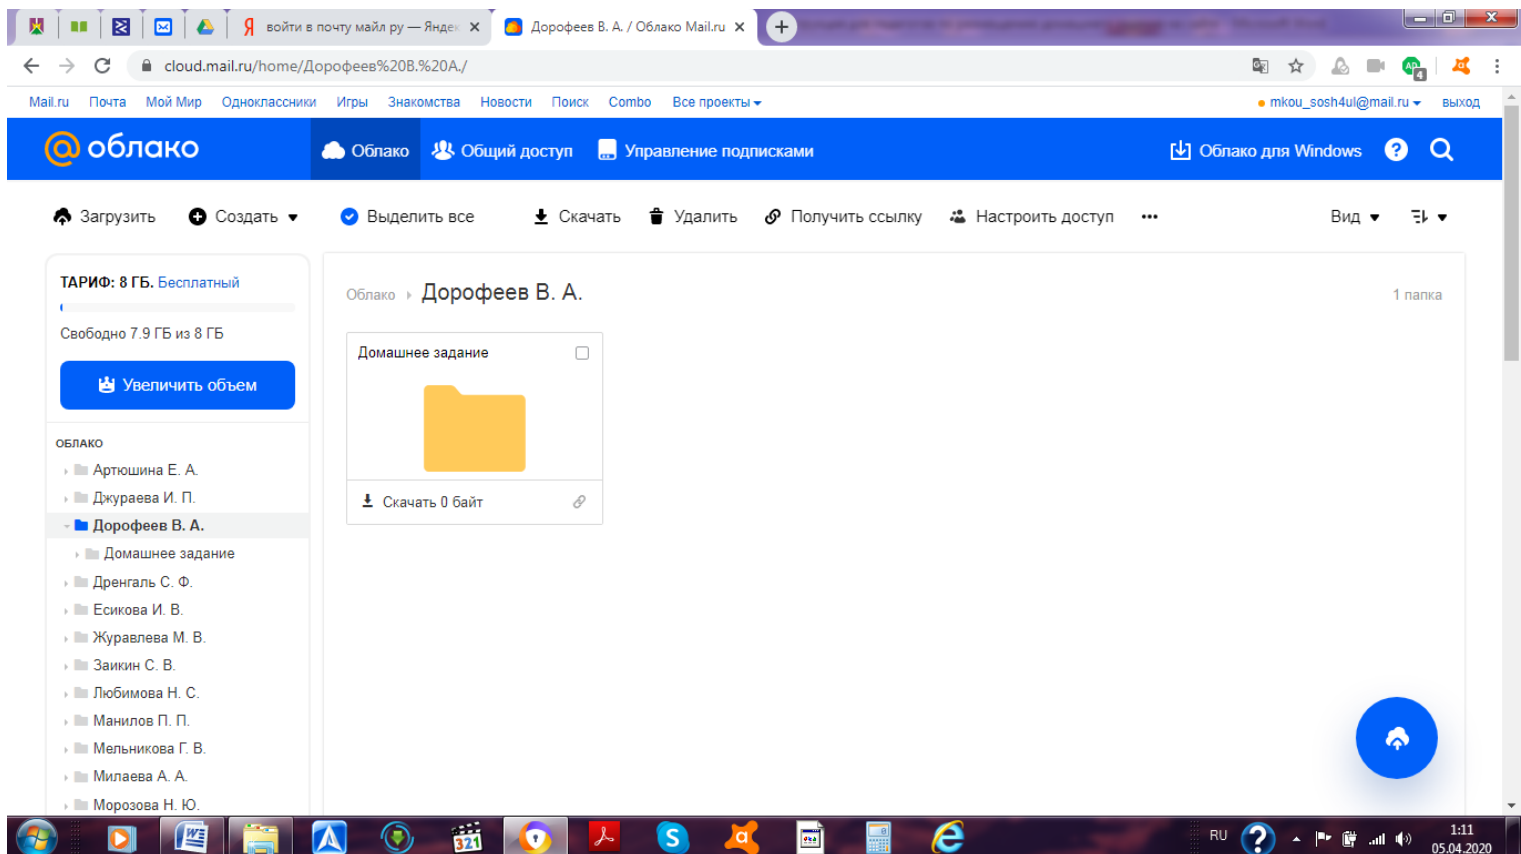 войти в почту майл ру — Яндек
Дорофеев В. А. / Облако Mail.ru
cloud.mail.ru/home/Дорофеев%20В.%20А./
Mail.ru Почта Мой Мир Одноклассники Игры Знакомства Новости Поиск Combo Все проекты
mkou_sosh4ul@mail.ru выход
облако
Облако Общий доступ Управление подписками
Облако для Windows
Загрузить Создать Выделить все Скачать Удалить Получить ссылку Настроить доступ ••• Вид
ТАРИФ: 8 ГБ. Бесплатный
Свободно 7.9 ГБ из 8 ГБ
Увеличить объем
ОБЛАКО
Артюшина Е. А.
Джураева И. П.
Дорофеев В. А.
Домашнее задание
Дренгаль С. Ф.
Есикова И. В.
Журавлева М. В.
Заикин С. В.
Любимова Н. С.
Манилов П. П.
Мельникова Г. В.
Милаева А. А.
Морозова Н. Ю.
Облако Дорофеев В. А.
1 папка
Домашнее задание
Скачать 0 байт
RU
1:11
05.04.2020